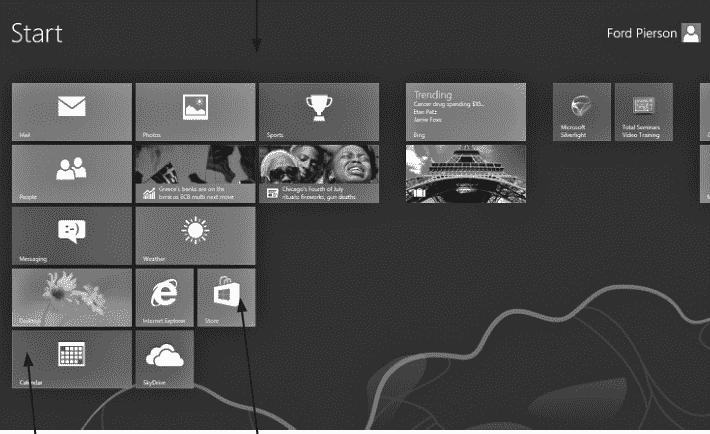 Start
Ford Pierson
Mail
Photos
Sports
Trending
Cancer drug spending $35...
Etan Patz
Jamie Foxx
Bing
Microsoft
Silverlight
Total Seminars
Video Training
People
Greece's banks are on the
brink as ECB mulls next move
Chicago's Fourth of July
rituals: fireworks, gun deaths
Messaging
:-)
Weather
Desktop
Internet Explorer
Store
Calendar
SkyDrive